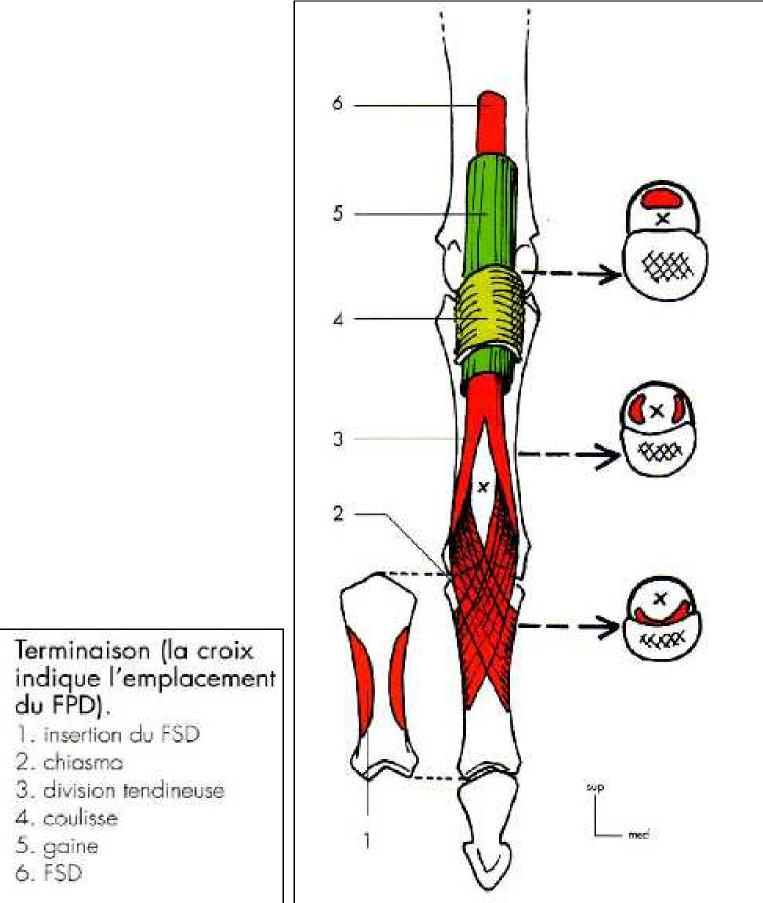 6
5
4
3
2
1
sup
med
Terminaison (la croix
indique l'emplacement
du FPD).
1. insertion du FSD
2. chiasma
3. division tendineuse
4. coulisse
5. gaine
6. FSD